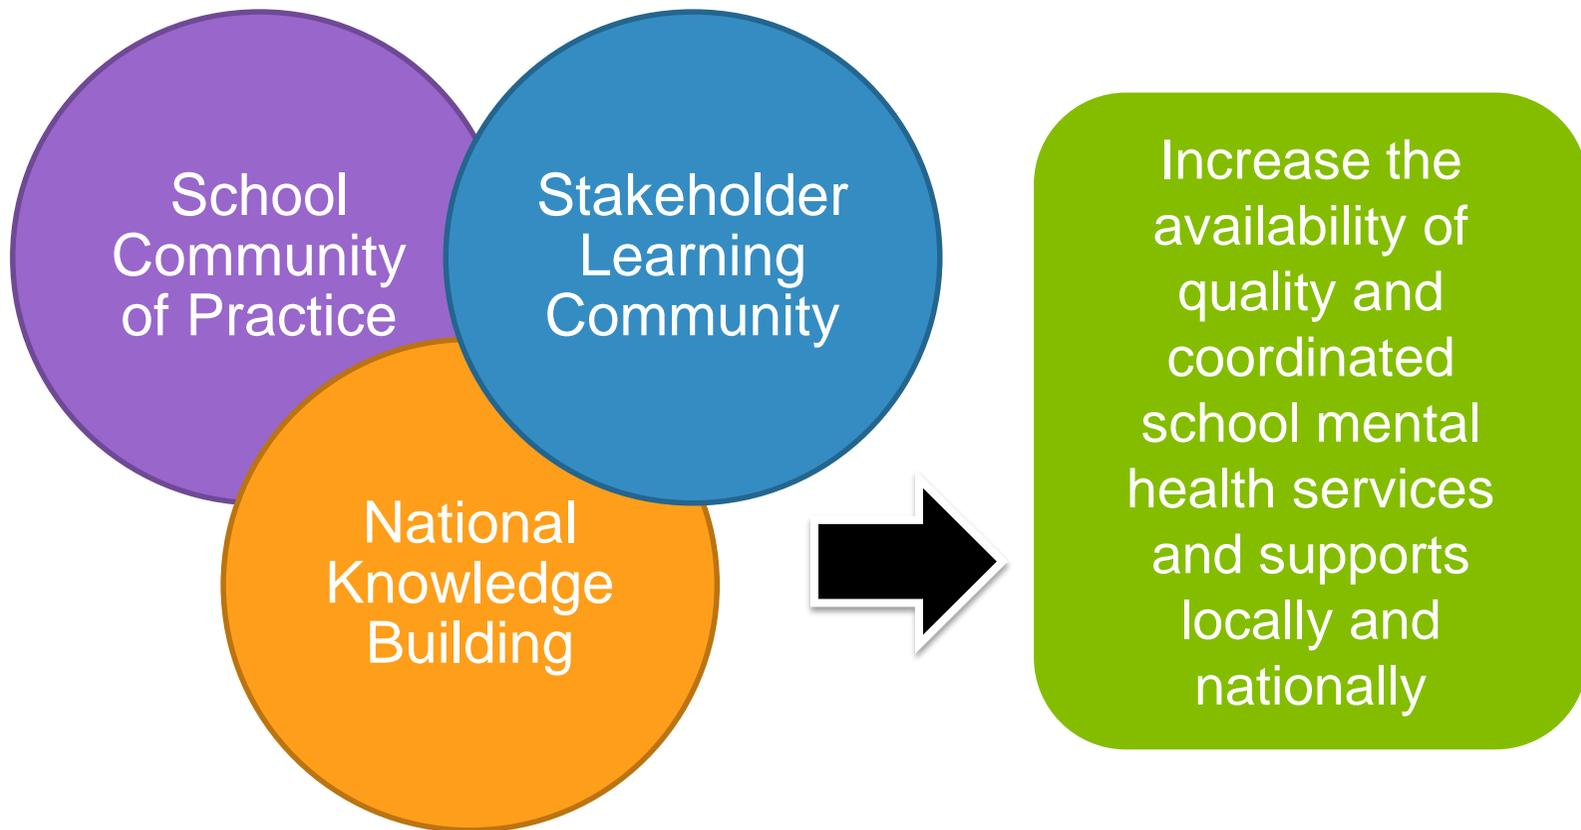 School
Community
of Practice
Stakeholder
Learning
Community
National
Knowledge
Building
Increase the
availability of
quality and
coordinated
school mental
health services
and supports
locally and
nationally